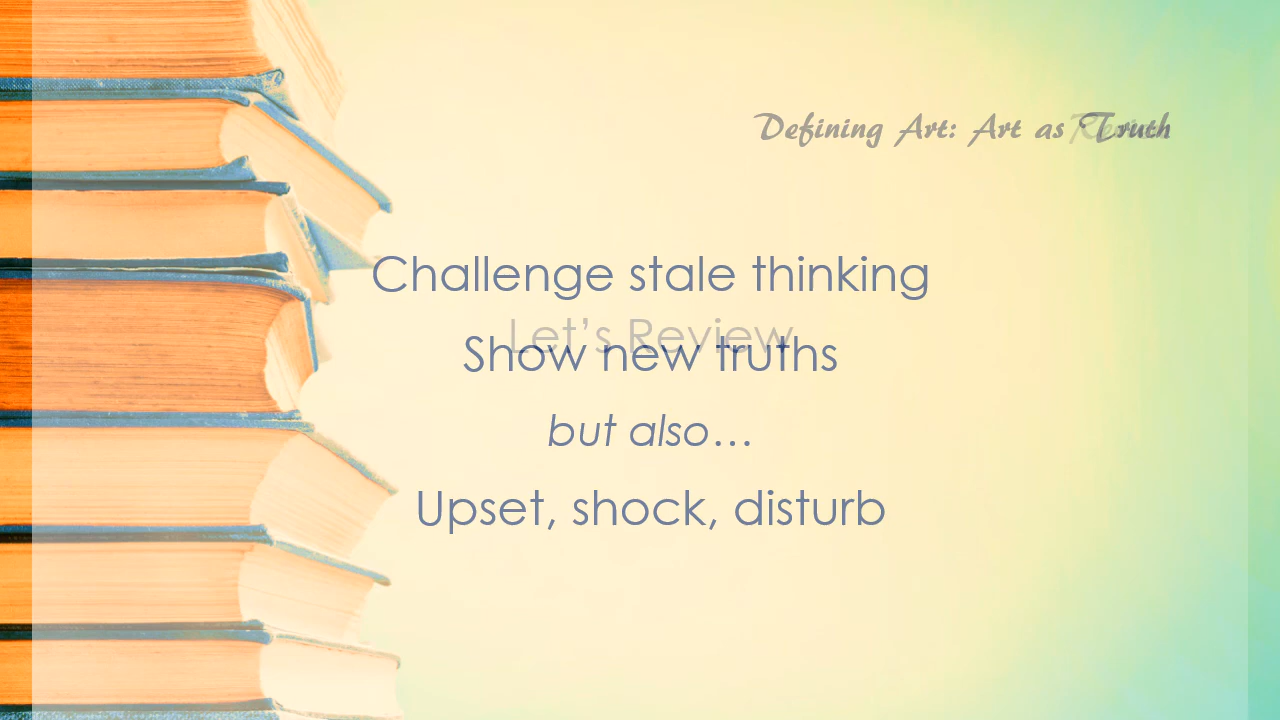 Defining Art: Art as Truth
Challenge stale thinking
Let's Review
Show new truths
but also…
Upset, shock, disturb